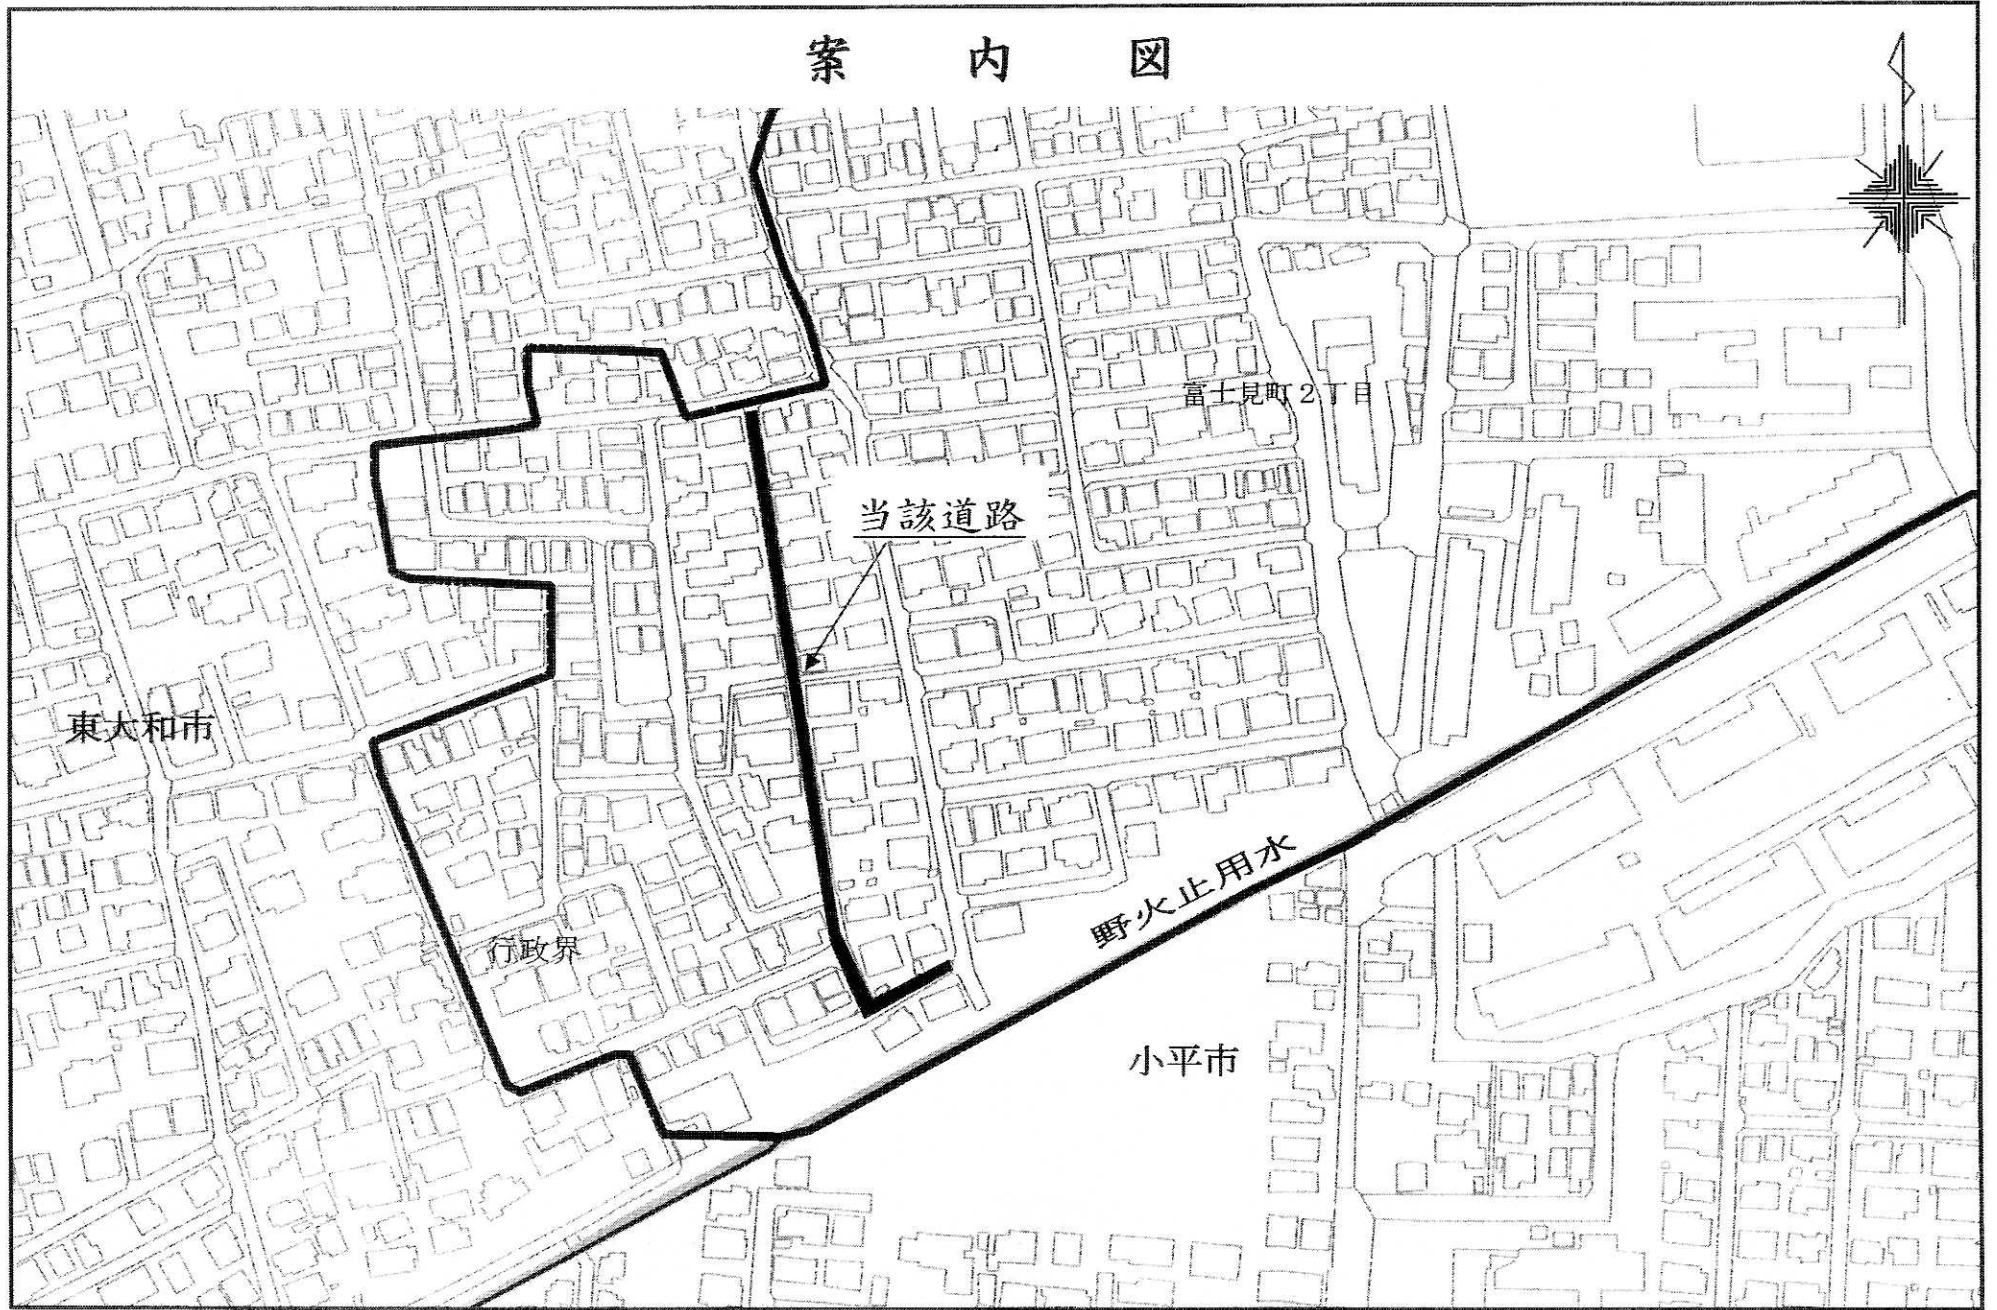 案内図
富士見町2丁目
当該道路
東大和市
野火止用水
行政界
小平市